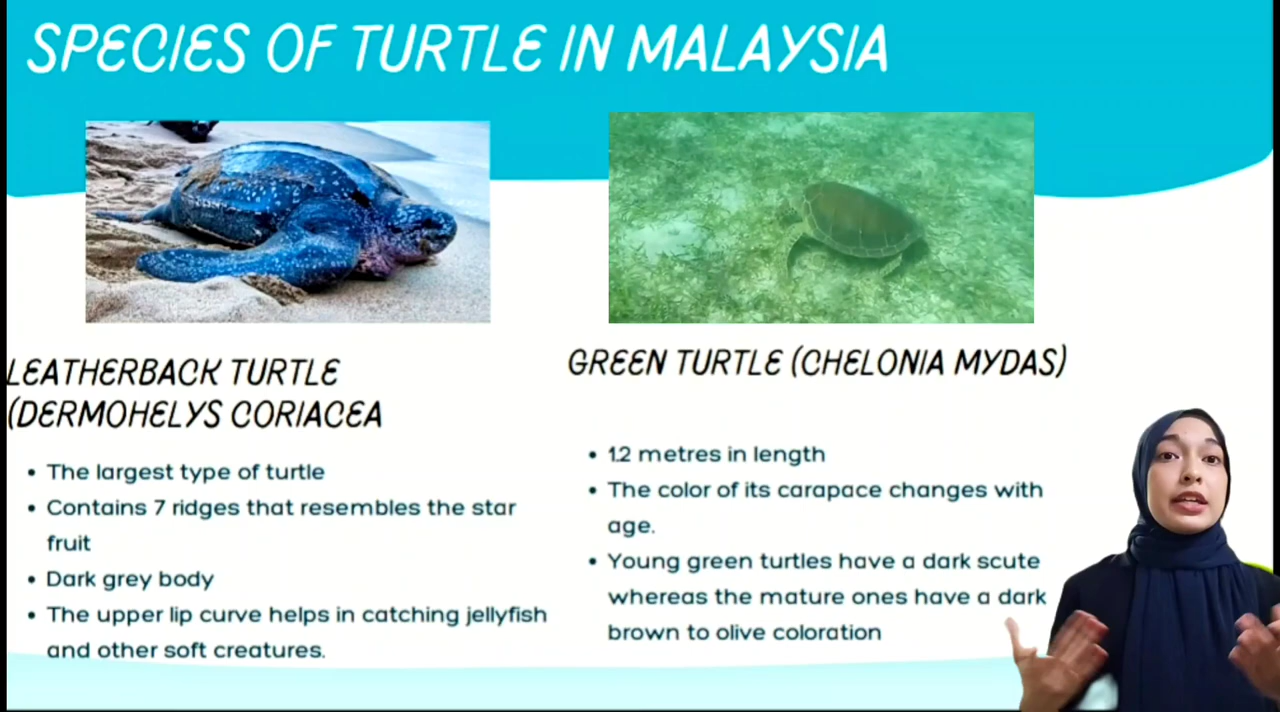 SPECIES OF TURTLE IN MALAYSIA
LEATHERBACK TURTLE
(DERMOHELYS CORIACEA
• The largest type of turtle
• Contains 7 ridges that resembles the star
fruit
• Dark grey body
• The upper lip curve helps in catching jellyfish
and other soft creatures.
GREEN TURTLE (CHELONIA MYDAS)
• 1.2 metres in length
• The color of its carapace changes with
age.
• Young green turtles have a dark scute
whereas the mature ones have a dark
brown to olive coloration